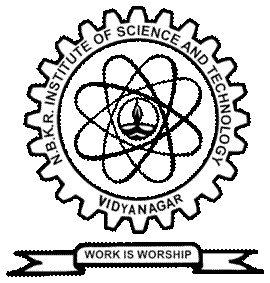 N.B.K.R. INSTITUTE OF SCIENCE AND TECHNOLOGY
VIDYANAGAR
WORK IS WORSHIP